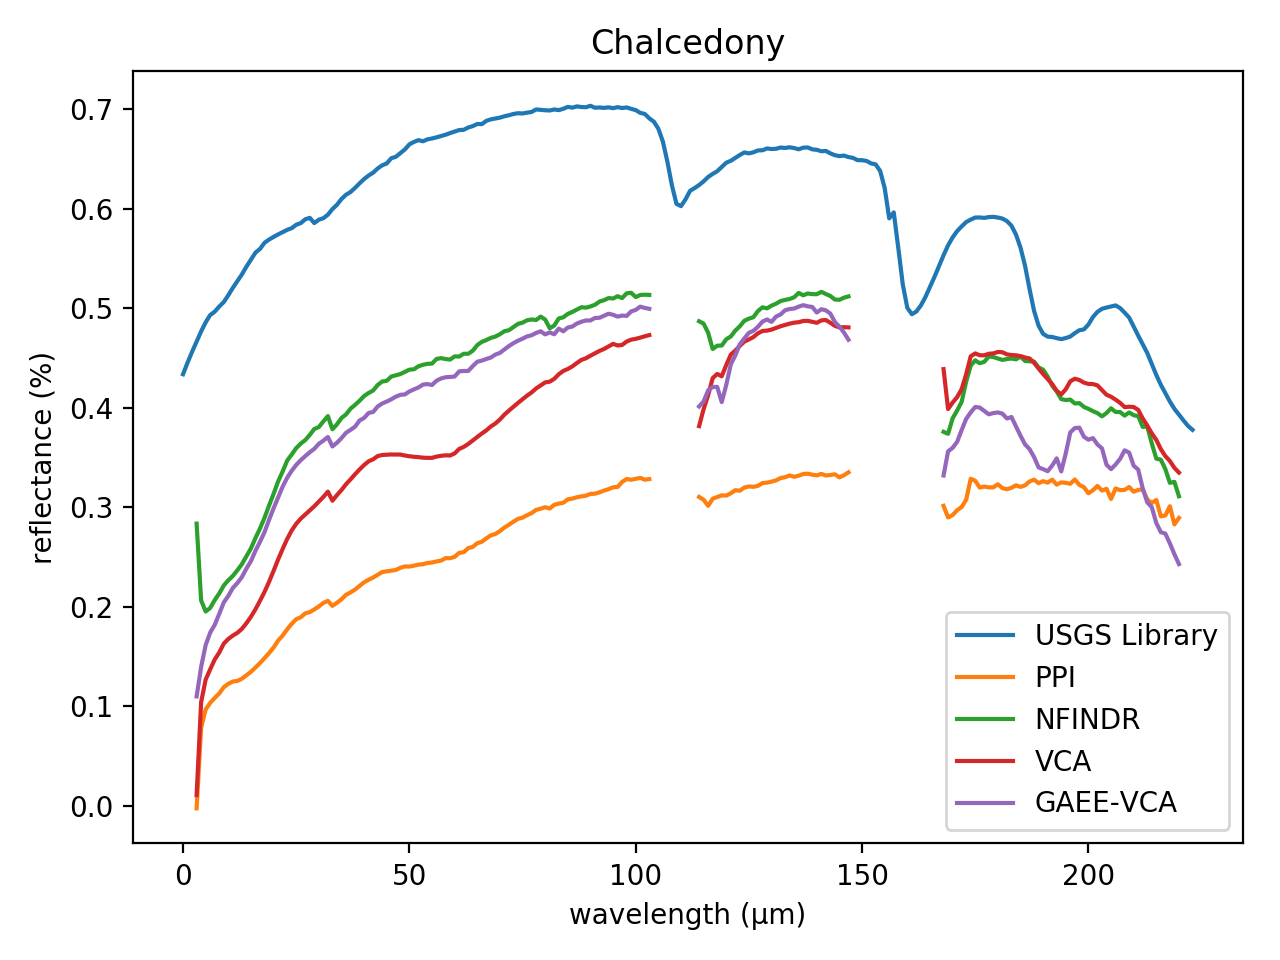 Chalcedony
reflectance (%)
0.7
0.6
0.5
0.4
0.3
0.2
0.1
0.0
0 50 100 150 200
wavelength (μm)
USGS Library
PPI
NFINDR
VCA
GAEE-VCA